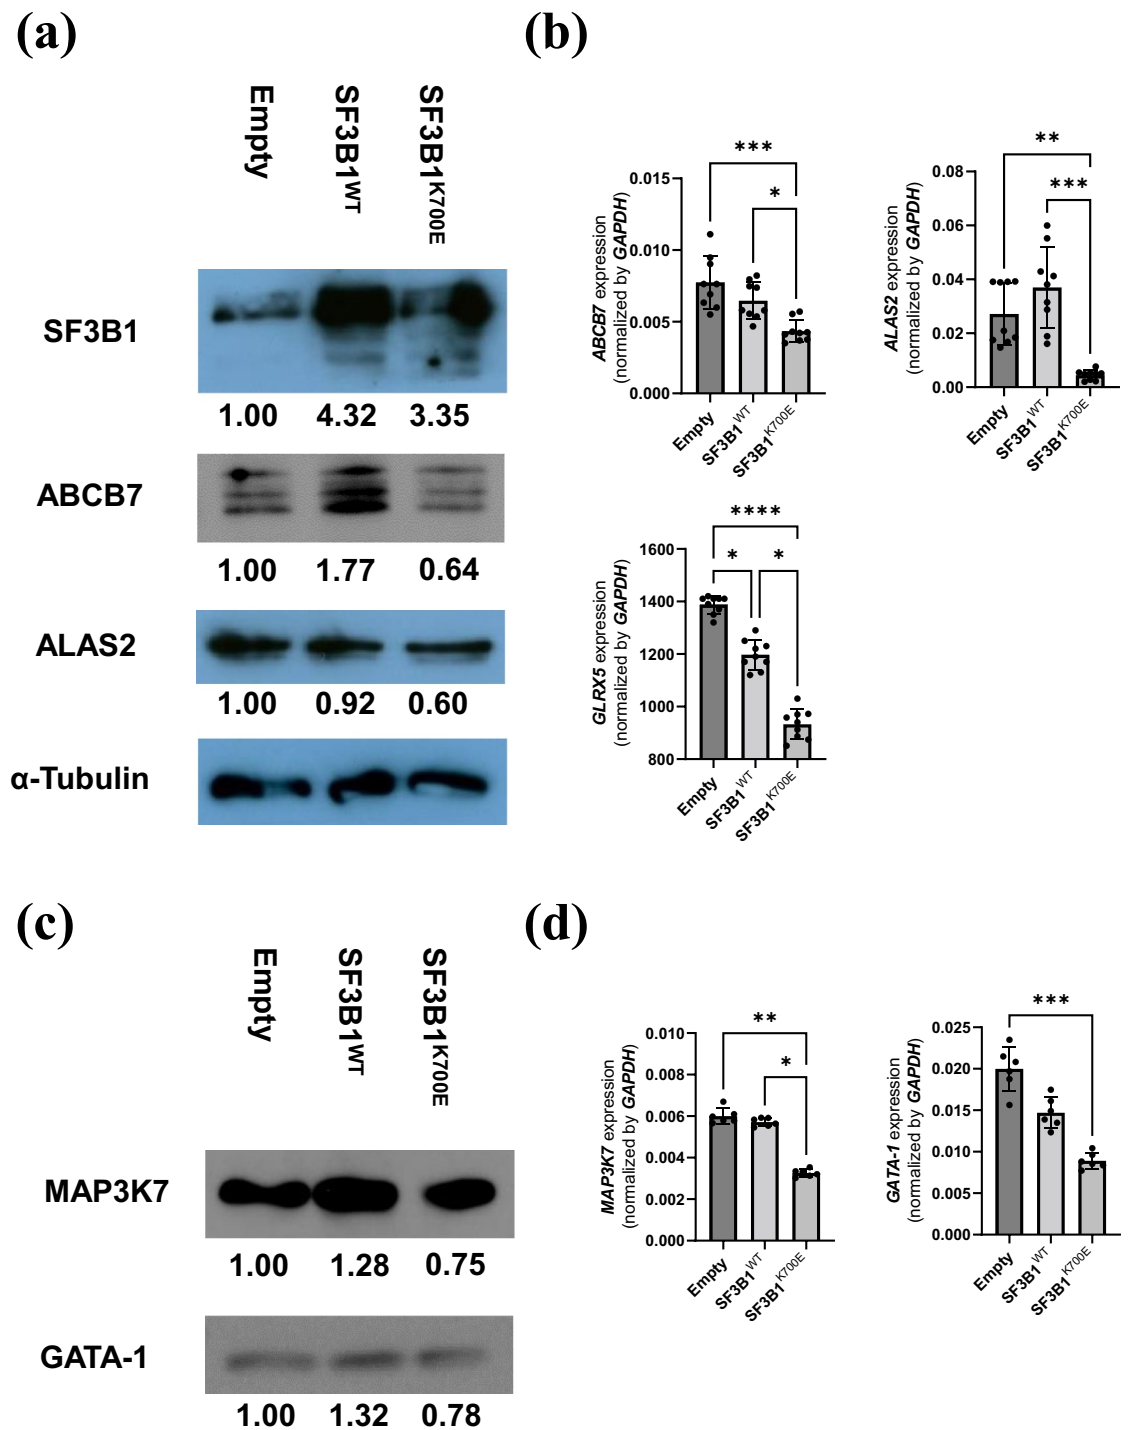 (a)
Empty
SF3B1WT
SF3B1K700E
SF3B1
1.00 4.32 3.35
ABCB7
1.00 1.77 0.64
ALAS2
1.00 0.92 0.60
α-Tubulin
(b)
***
*
ABCB7 expression
(normalized by GAPDH)
0.015
0.010
0.005
0.000
Empty
SF3B1WT
SF3B1K700E
**
***
ALAS2 expression
(normalized by GAPDH)
0.08
0.06
0.04
0.02
0.00
Empty
SF3B1WT
SF3B1K700E
****
* *
GLRX5 expression
(normalized by GAPDH)
1600
1400
1200
1000
800
Empty
SF3B1WT
SF3B1K700E
(c)
Empty
SF3B1WT
SF3B1K700E
MAP3K7
1.00 1.28 0.75
GATA-1
1.00 1.32 0.78
(d)
**
*
MAP3K7 expression
(normalized by GAPDH)
0.010
0.008
0.006
0.004
0.002
0.000
Empty
SF3B1WT
SF3B1K700E
***
GATA-1 expression
(normalized by GAPDH)
0.025
0.020
0.015
0.010
0.005
0.000
Empty
SF3B1WT
SF3B1K700E